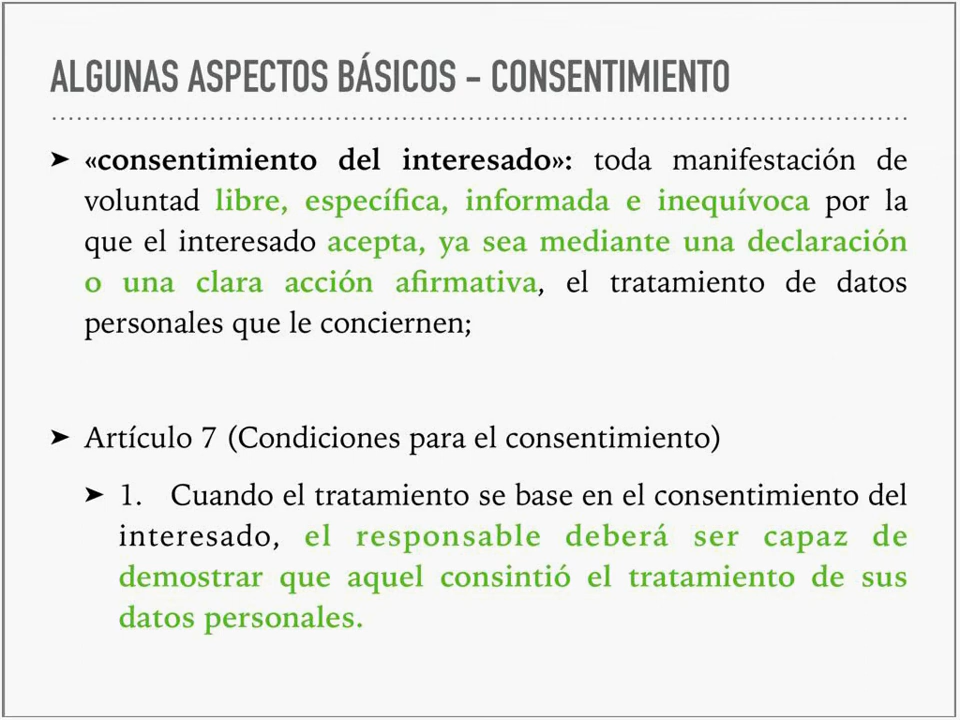 ALGUNAS ASPECTOS BÁSICOS - CONSENTIMIENTO
➤ «consentimiento del interesado»: toda manifestación de
voluntad libre, específica, informada e inequívoca por la
que el interesado acepta, ya sea mediante una declaración
o una clara acción afirmativa, el tratamiento de datos
personales que le conciernen;
➤ Artículo 7 (Condiciones para el consentimiento)
➤ 1. Cuando el tratamiento se base en el consentimiento del
interesado, el responsable deberá ser capaz de
demostrar que aquel consintió el tratamiento de sus
datos personales.